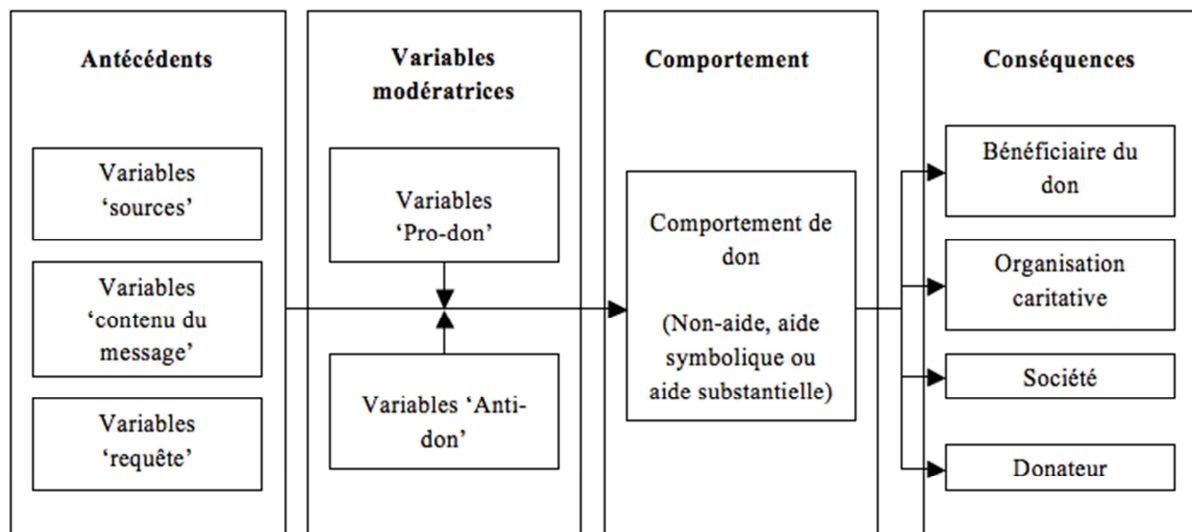 Antécédents
Variables
‘sources’
Variables
‘contenu du
message’
Variables
‘requête’
Variables
modératrices
Variables
‘Pro-don’
Variables ‘Anti-
don’
Comportement
Comportement de
don
(Non-aide, aide
symbolique ou
aide substantielle)
Conséquences
Bénéficiaire du
don
Organisation
caritative
Société
Donateur